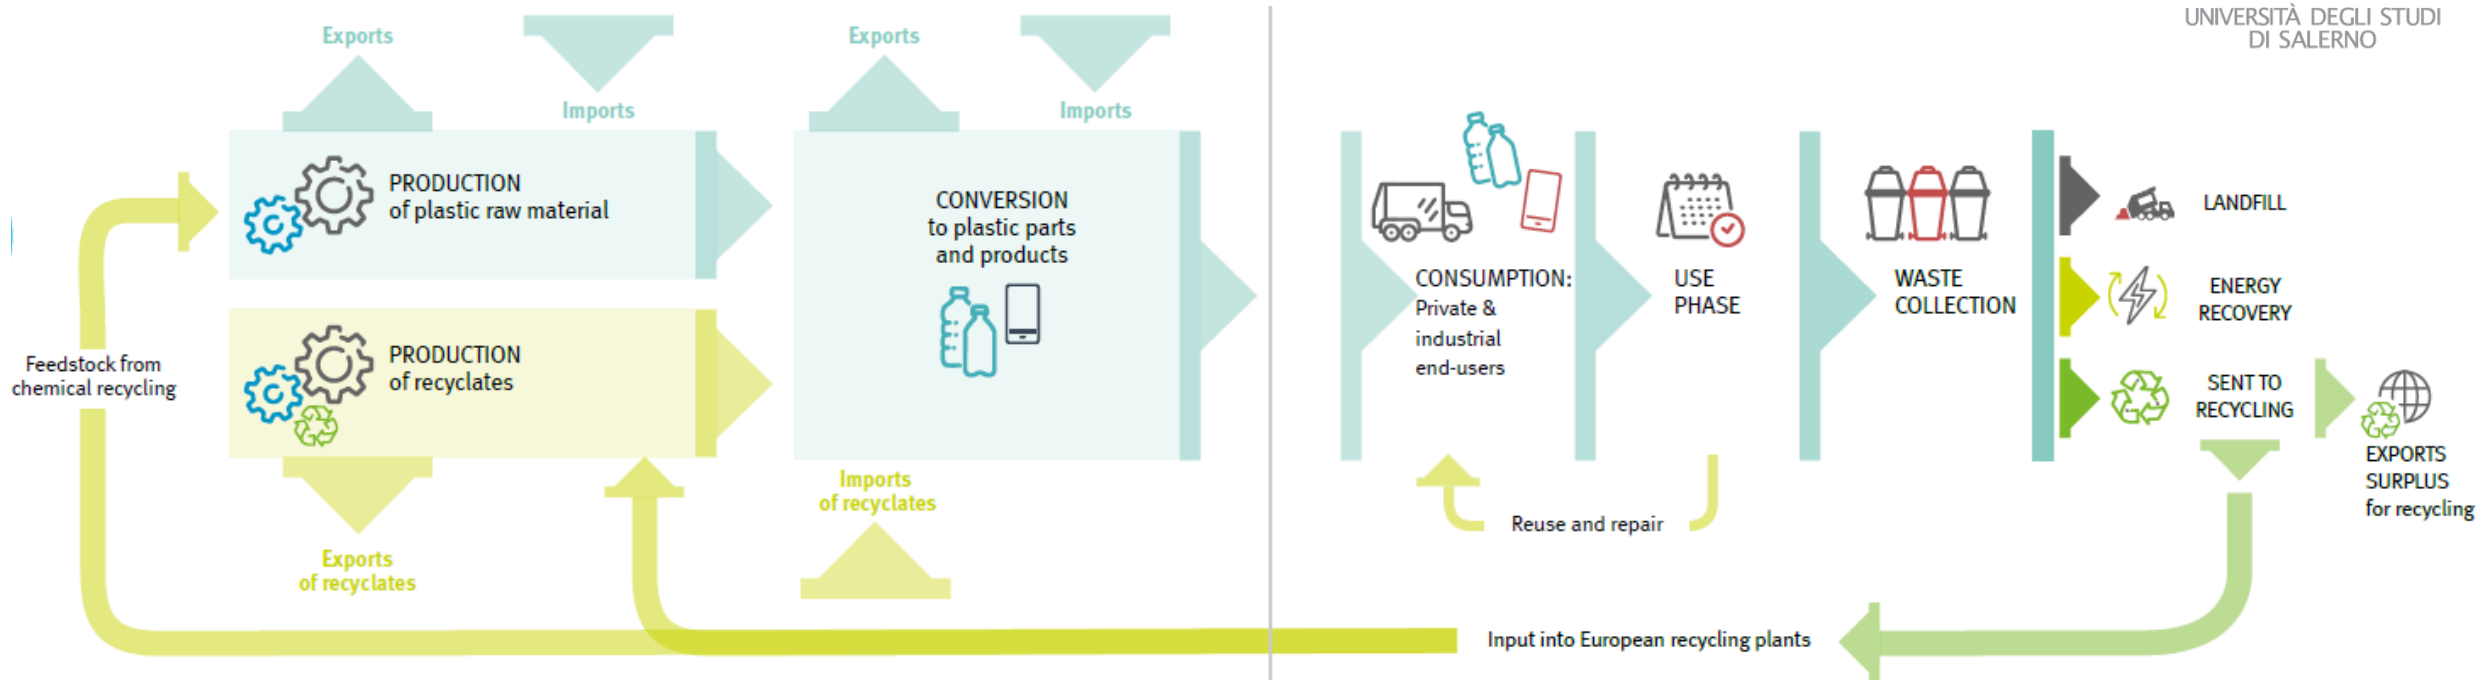 UNIVERSITÀ DEGLI STUDI
DI SALERNO
Exports
Imports
Exports
Imports
PRODUCTION
of plastic raw material
PRODUCTION
of recyclates
Feedstock from
chemical recycling
Exports
of recyclates
CONVERSION
to plastic parts
and products
Imports
of recyclates
CONSUMPTION:
Private &
industrial
end-users
USE
PHASE
Reuse and repair
WASTE
COLLECTION
LANDFILL
ENERGY
RECOVERY
SENT TO
RECYCLING
EXPORTS
SURPLUS
for recycling
Input into European recycling plants